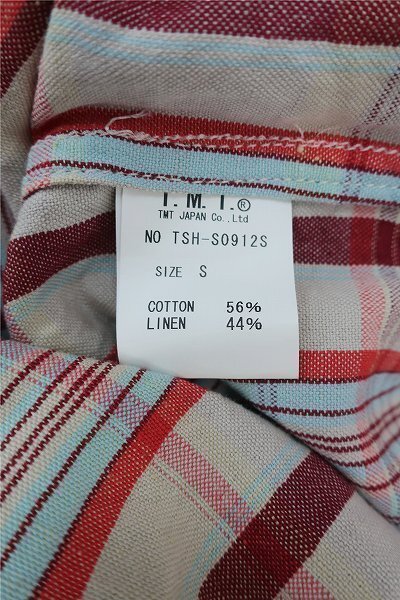 T.M.T.®
TMT JAPAN Co.,Ltd
NO TSH-S0912S
SIZE S
COTTON 56%
LINEN 44%